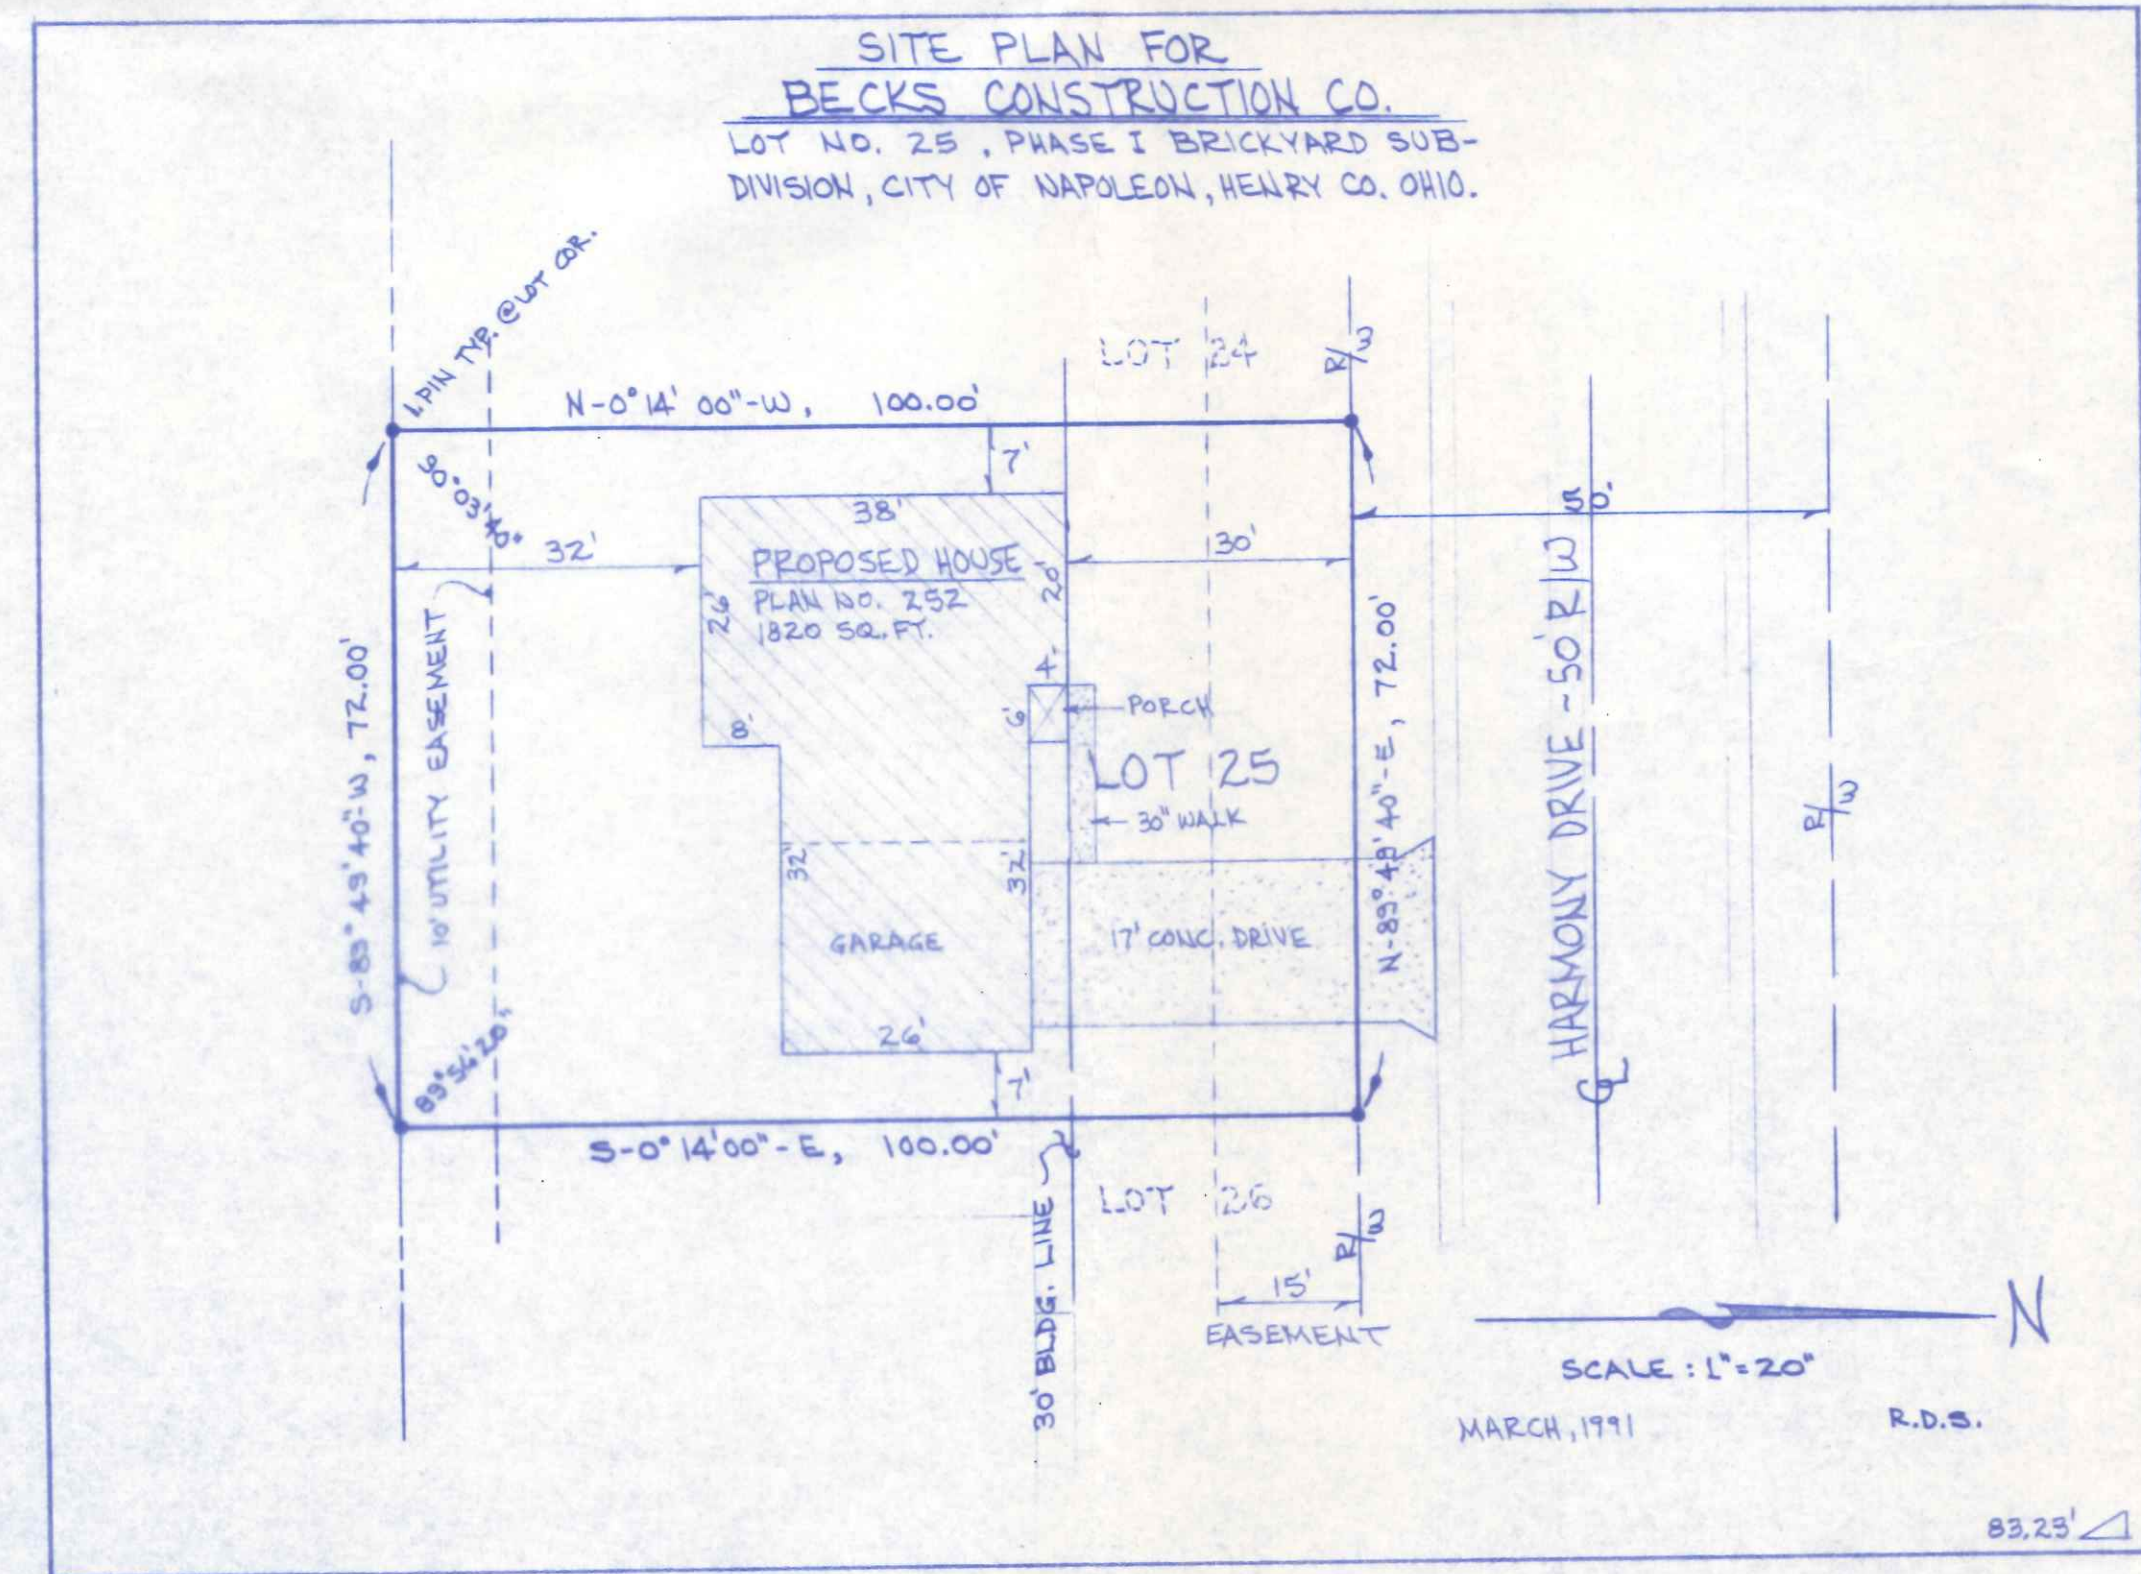 SITE PLAN FOR
BECKS CONSTRUCTION CO.
LOT NO. 25, PHASE I BRICKYARD SUB-
DIVISION, CITY OF NAPOLEON, HENRY CO. OHIO.
I.PIN TYP. @ LOT COR.
LOT 24
R/W
N-0°14'00"-W, 100.00'
7'
90°03'40"
38'
50'
32'
30'
PROPOSED HOUSE
PLAN NO. 252
1820 SQ. FT.
26'
20'
4'
6'
PORCH
8'
LOT 25
30" WALK
32'
32'
GARAGE
17' CONC. DRIVE
26'
7'
S-89°49'40"-W, 72.00'
10' UTILITY EASEMENT
N-89°49'40"-E, 72.00'
HARMONY DRIVE ~ 50' R/W
R/W
℄
89°56'20"
S-0°14'00"-E, 100.00'
30' BLDG. LINE
LOT 26
R/W
15'
EASEMENT
N
SCALE : 1"=20"
MARCH, 1991
R.D.S.
83.23'